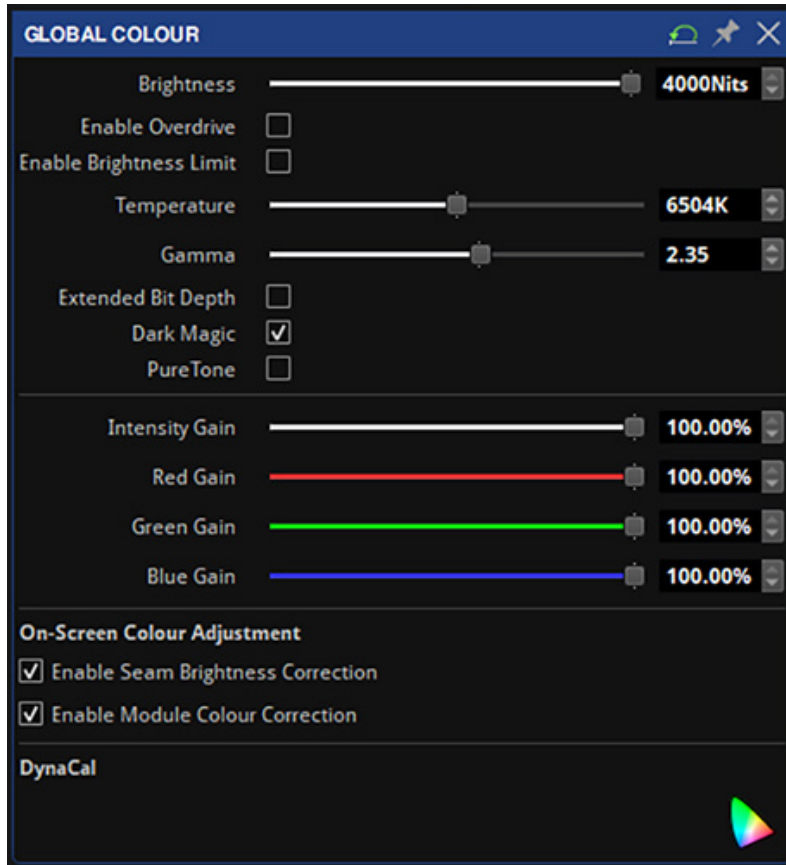 GLOBAL COLOUR
Brightness 4000Nits
Enable Overdrive
Enable Brightness Limit
Temperature 6504K
Gamma 2.35
Extended Bit Depth
Dark Magic
PureTone
Intensity Gain 100.00%
Red Gain 100.00%
Green Gain 100.00%
Blue Gain 100.00%
On-Screen Colour Adjustment
Enable Seam Brightness Correction
Enable Module Colour Correction
DynaCal